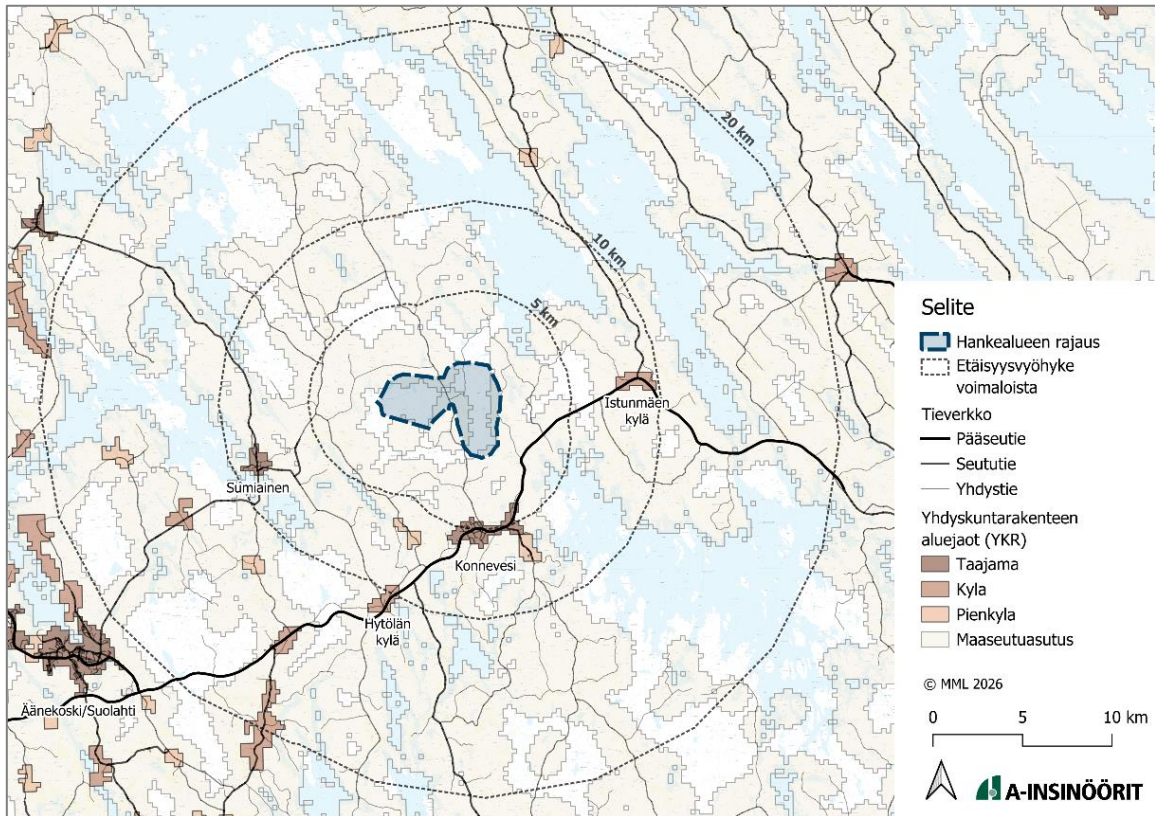 20 km
10 km
5 km
Istunmäen
kylä
Sumiainen
Konnevesi
Hytölän
kylä
Äänekoski/Suolahti
Selite
Hankealueen rajaus
Etäisyysvyöhyke
voimaloista
Tieverkko
Pääseutie
Seututie
Yhdystie
Yhdyskuntarakenteen
aluejaot (YKR)
Taajama
Kyla
Pienkyla
Maaseutuasutus
© MML 2026
0 5 10 km
A-INSINÖÖRIT